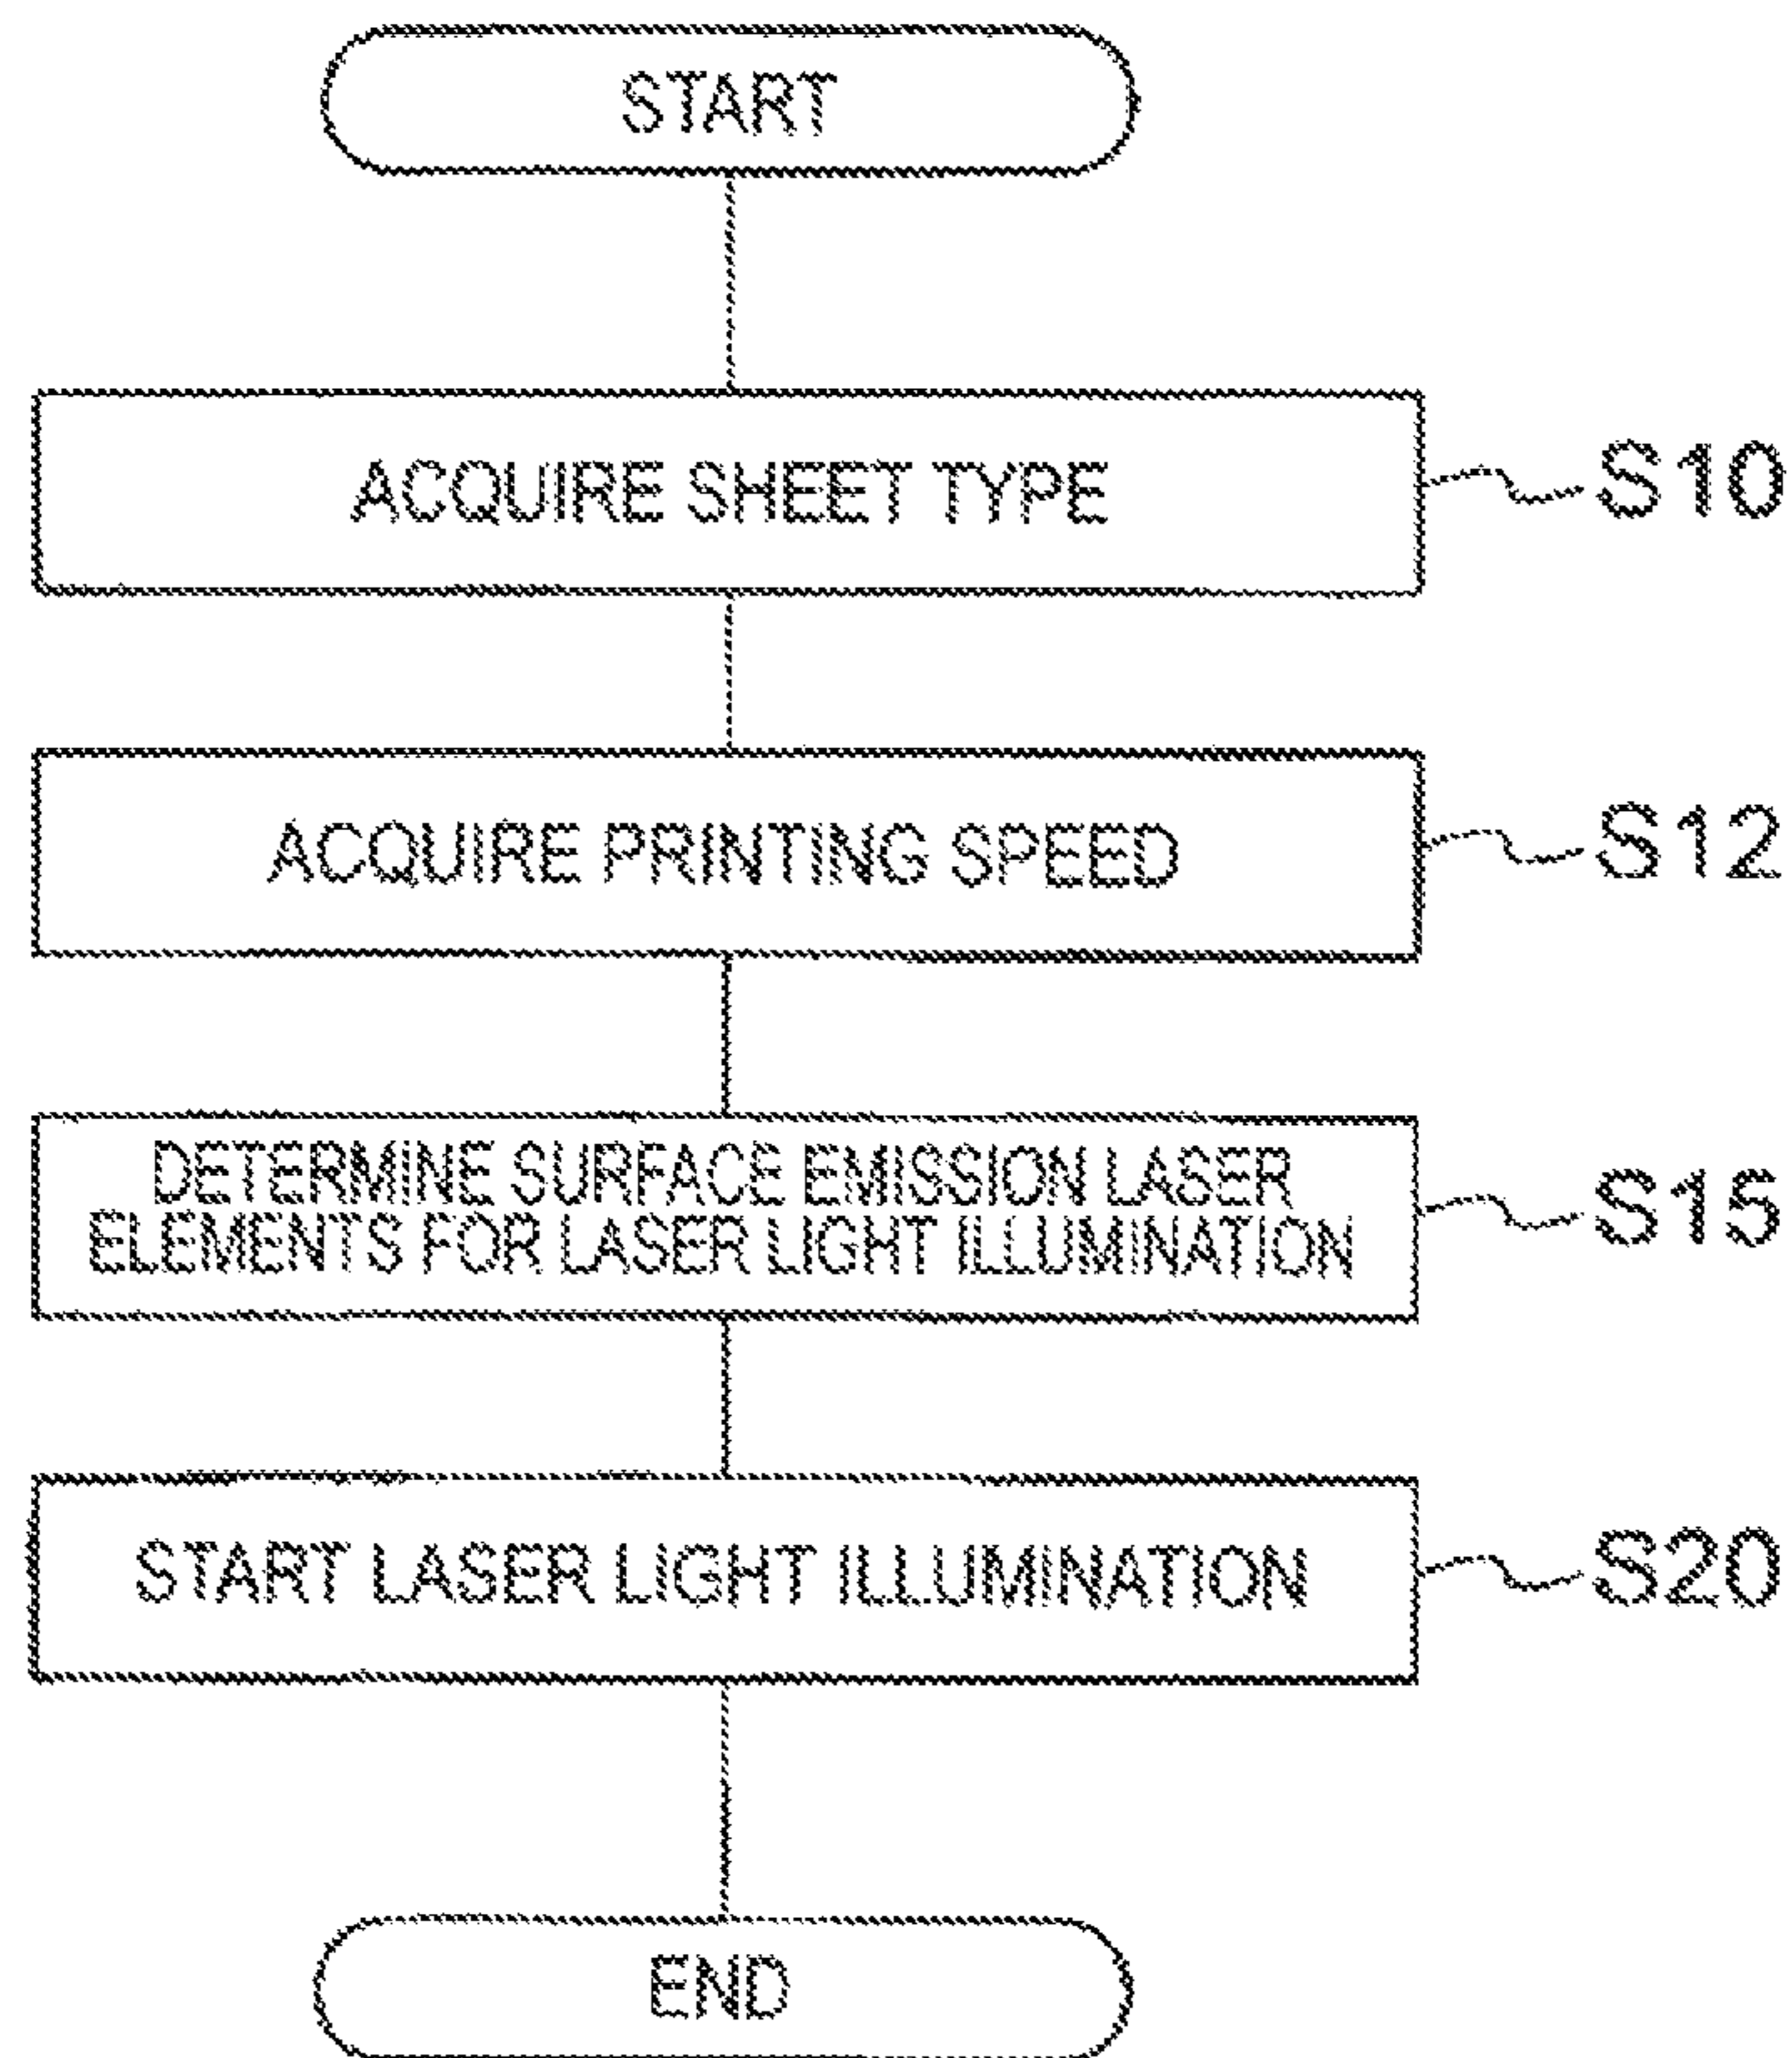 START
ACQUIRE SHEET TYPE
S10
ACQUIRE PRINTING SPEED
S12
DETERMINE SURFACE EMISSION LASER
ELEMENTS FOR LASER LIGHT ILLUMINATION
S15
START LASER LIGHT ILLUMINATION
S20
END